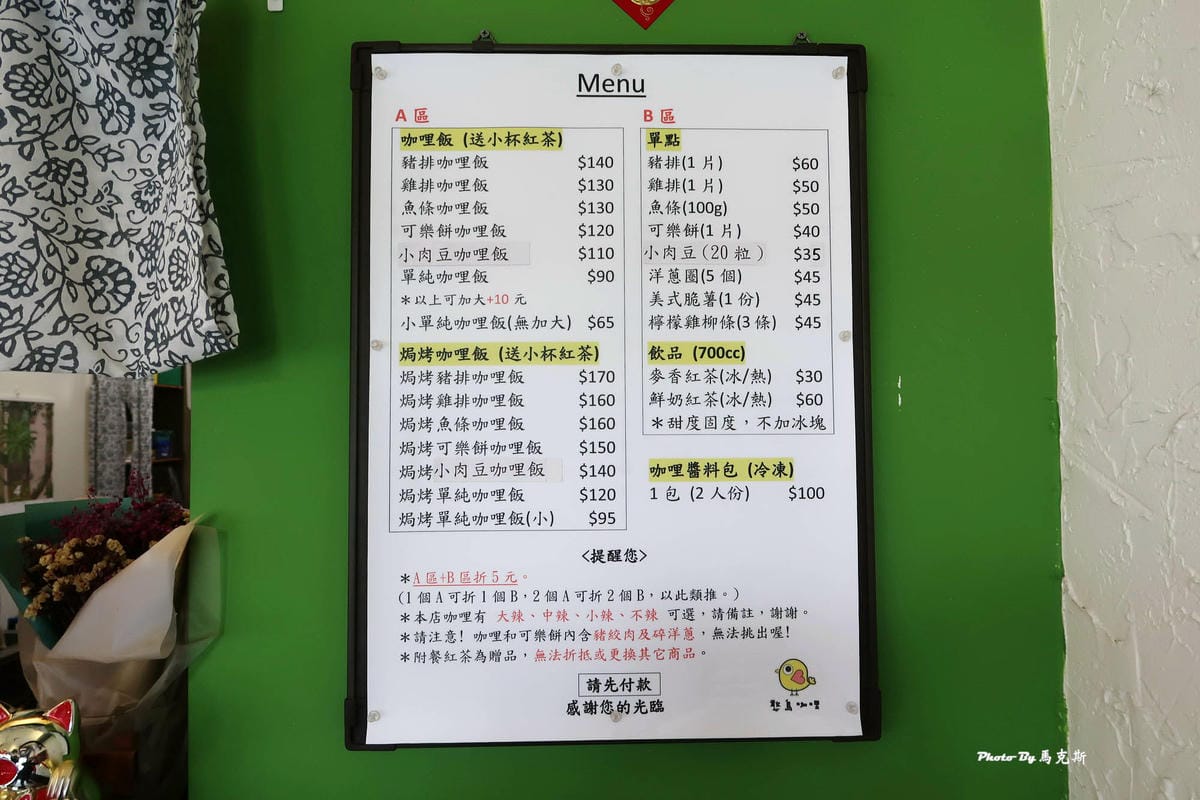 Menu
A 區
咖哩飯 (送小杯紅茶)
豬排咖哩飯 $140
雞排咖哩飯 $130
魚條咖哩飯 $130
可樂餅咖哩飯 $120
小肉豆咖哩飯 $110
單純咖哩飯 $90
＊以上可加大+10 元
小單純咖哩飯(無加大) $65
焗烤咖哩飯 (送小杯紅茶)
焗烤豬排咖哩飯 $170
焗烤雞排咖哩飯 $160
焗烤魚條咖哩飯 $160
焗烤可樂餅咖哩飯 $150
焗烤小肉豆咖哩飯 $140
焗烤單純咖哩飯 $120
焗烤單純咖哩飯(小) $95
B 區
單點
豬排(1 片) $60
雞排(1 片) $50
魚條(100g) $50
可樂餅(1 片) $40
小肉豆(20 粒) $35
洋蔥圈(5 個) $45
美式脆薯(1 份) $45
檸檬雞柳條(3 條) $45
飲品 (700cc)
麥香紅茶(冰/熱) $30
鮮奶紅茶(冰/熱) $60
＊甜度固度，不加冰塊
咖哩醬料包 (冷凍)
1 包 (2 人份) $100
<提醒您>
＊A 區+B 區折 5 元。
(1 個 A 可折 1 個 B，2 個 A 可折 2 個 B，以此類推。)
＊本店咖哩有 大辣、中辣、小辣、不辣 可選，請備註，謝謝。
＊請注意! 咖哩和可樂餅內含豬絞肉及碎洋蔥，無法挑出喔!
＊附餐紅茶為贈品，無法折抵或更換其它商品。
請先付款
感謝您的光臨
憨鳥咖哩
Photo By 馬克斯